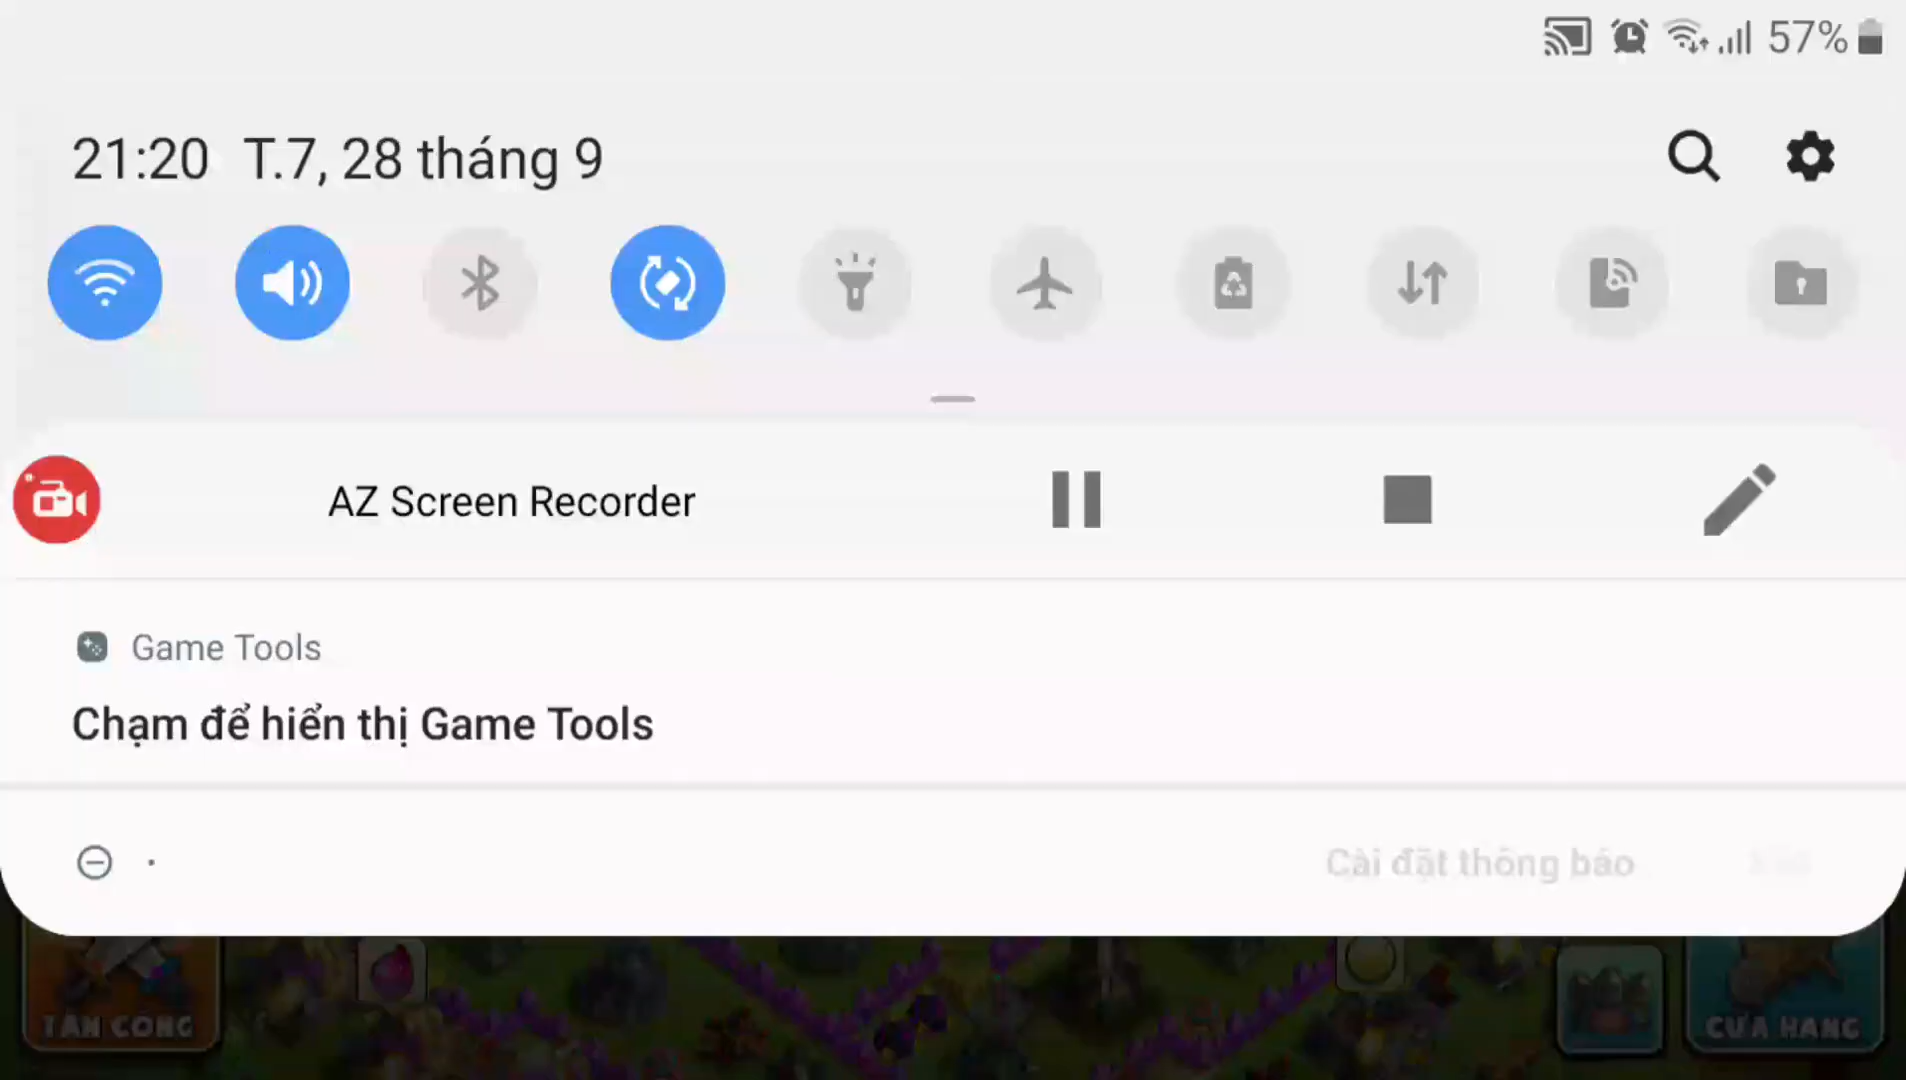 57%
21:20 T.7, 28 tháng 9
AZ Screen Recorder
Game Tools
Chạm để hiển thị Game Tools
Cài đặt thông báo
TẤN CÔNG
CỬA HÀNG